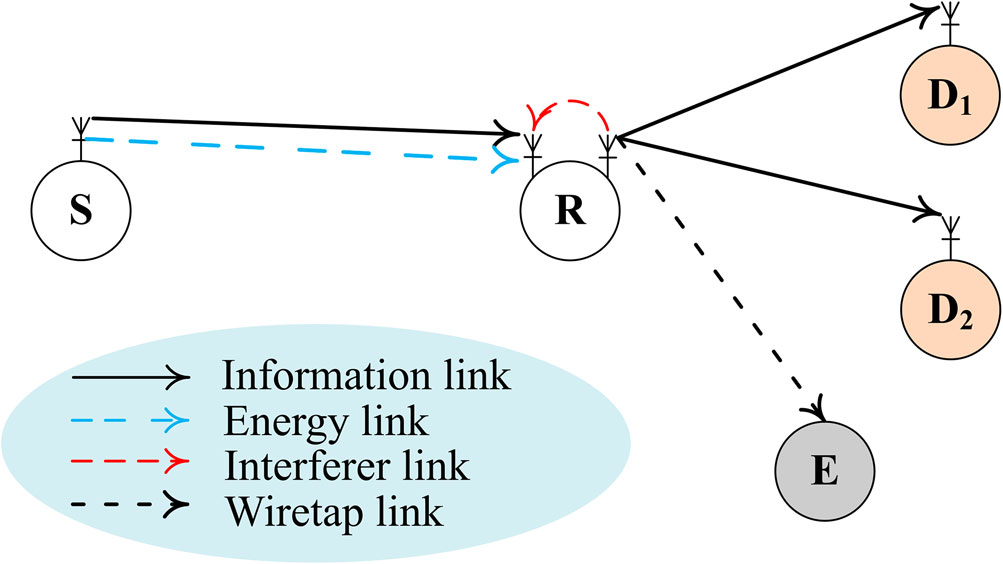 D₁
S
R
D₂
E
Information link
Energy link
Interferer link
Wiretap link